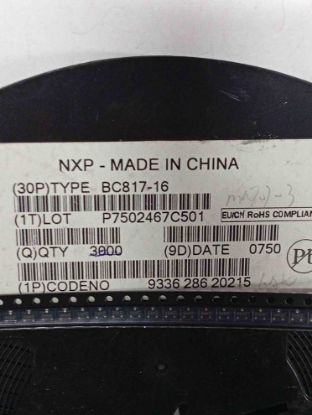 NXP - MADE IN CHINA
(30P)TYPE BC817-16
(1T)LOT P7502467C501
EU/CN RoHS COMPLIAN
(Q)QTY 3000 (9D)DATE 0750
(1P)CODENO 9336 286 20215